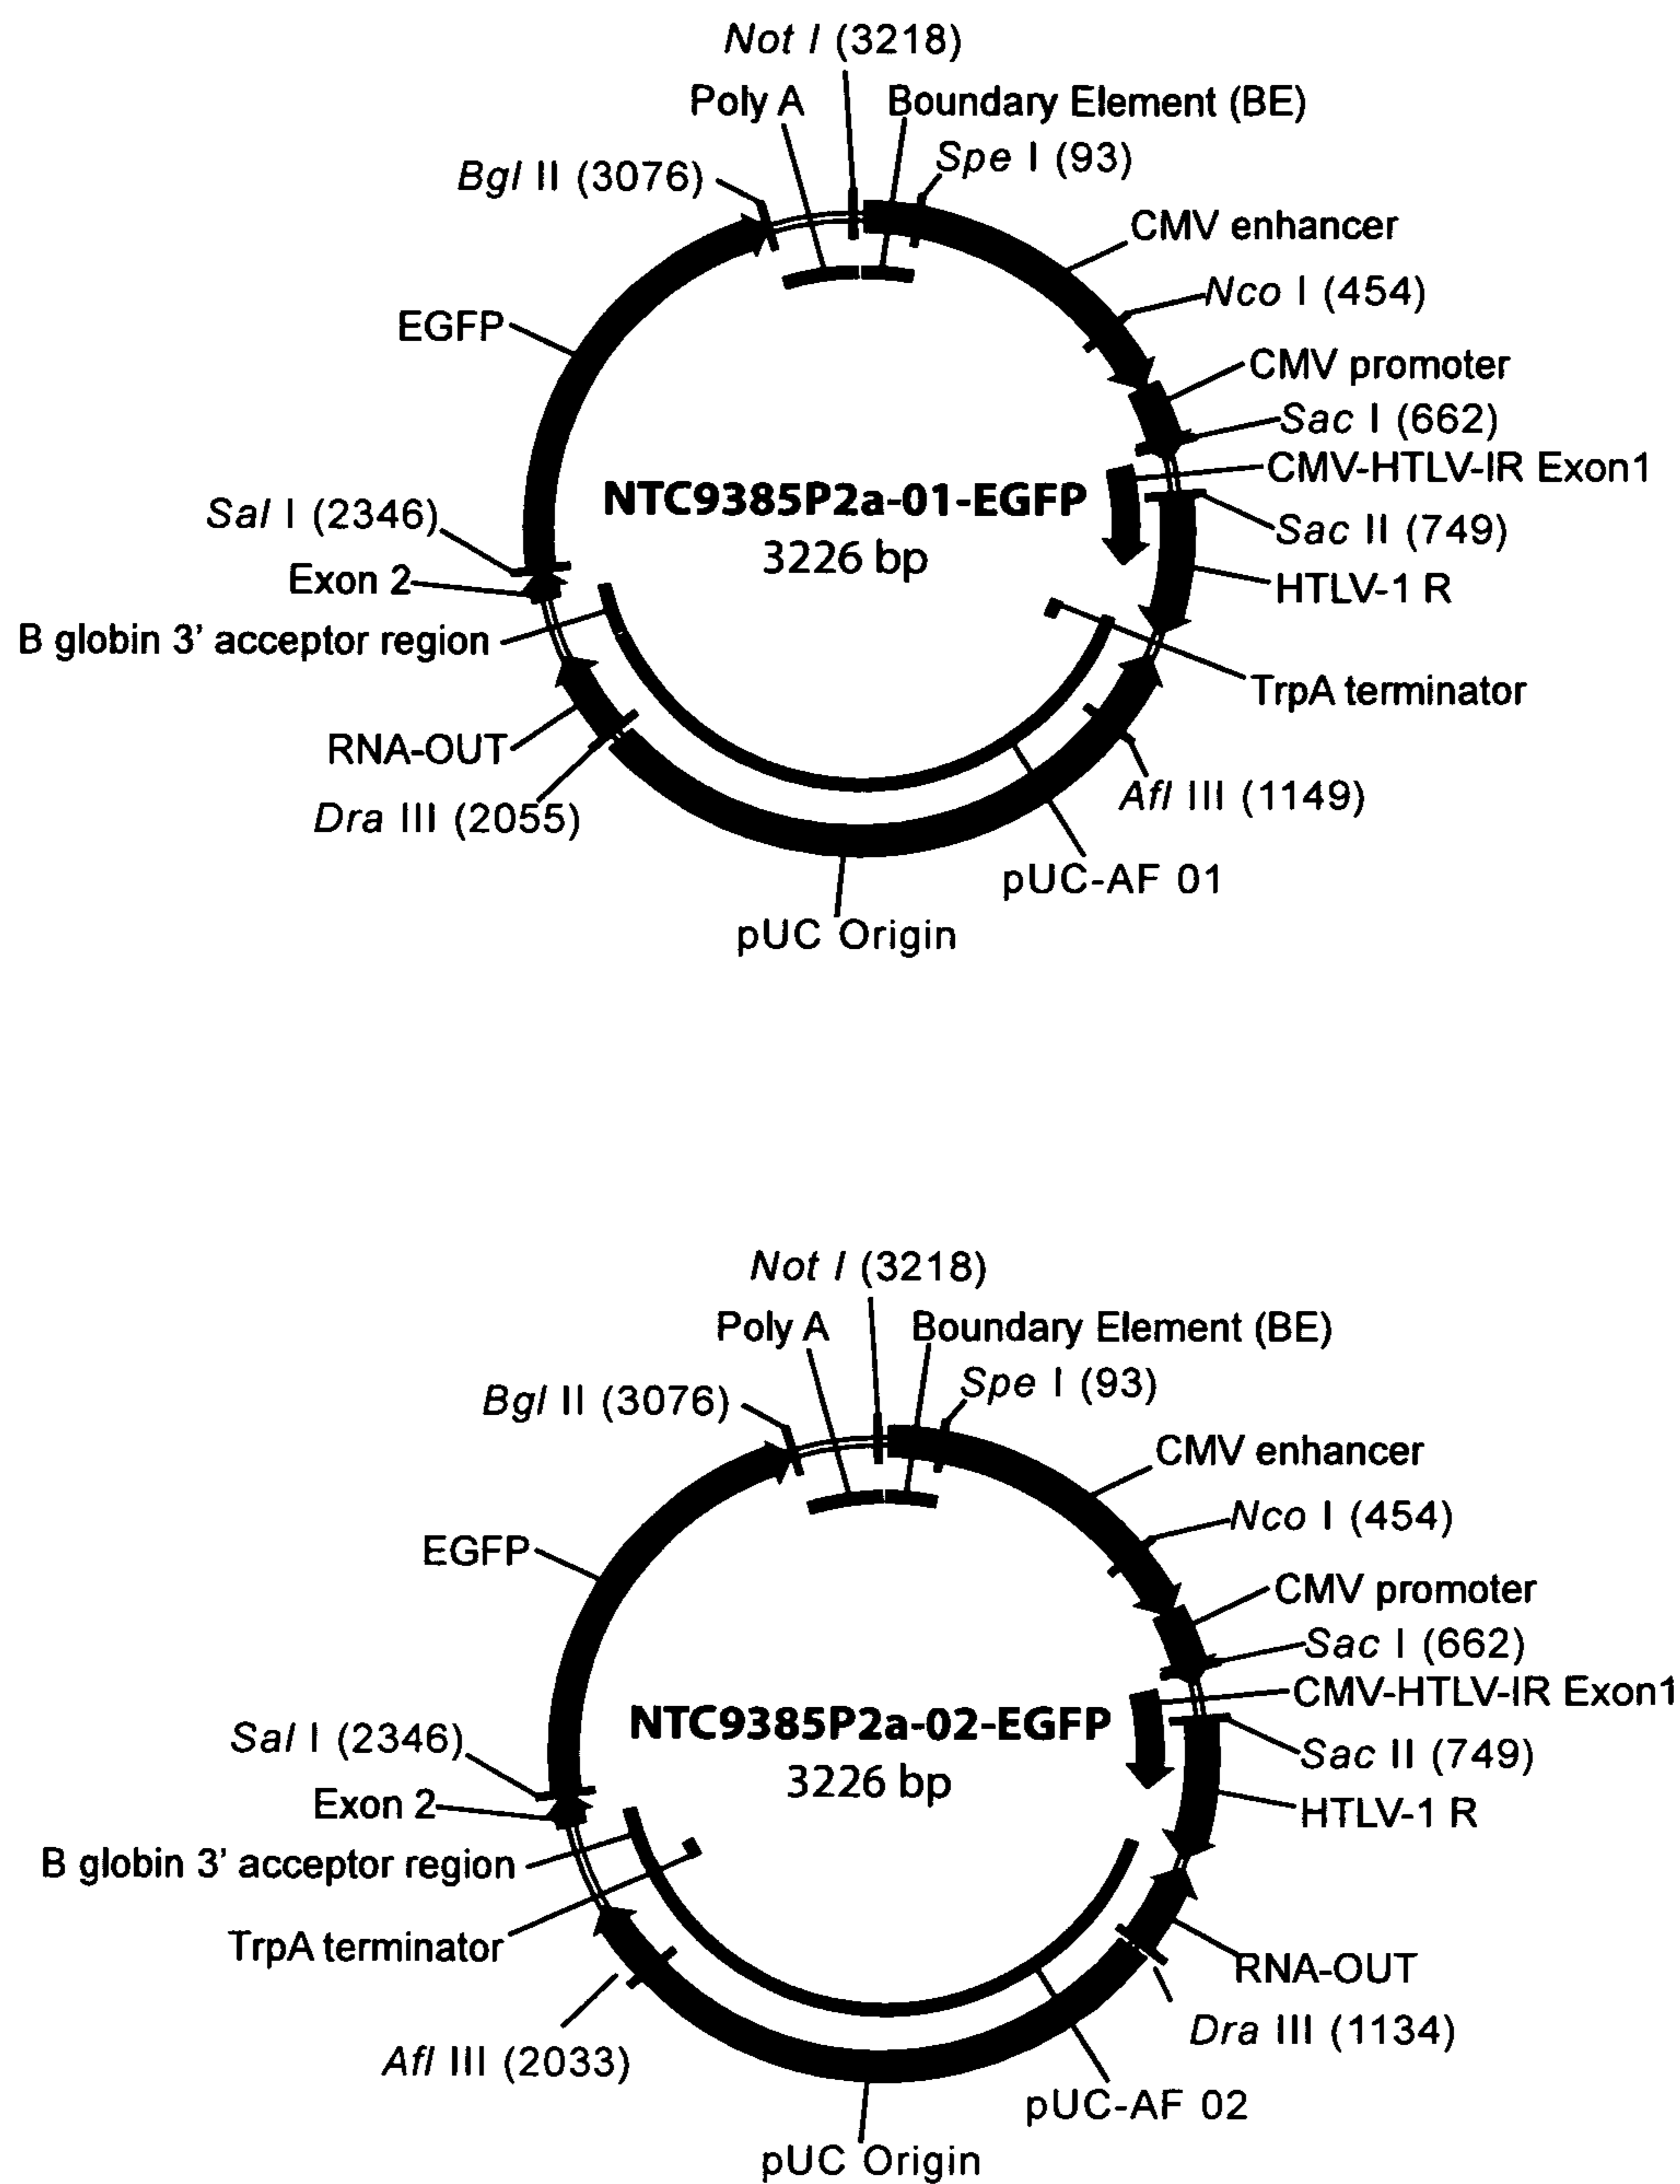 Not I (3218)
Poly A
Boundary Element (BE)
Bgl II (3076)
Spe I (93)
CMV enhancer
Nco I (454)
EGFP
CMV promoter
Sac I (662)
CMV-HTLV-IR Exon1
NTC9385P2a-01-EGFP
3226 bp
Sal I (2346)
Sac II (749)
Exon 2
HTLV-1 R
B globin 3’ acceptor region
TrpA terminator
RNA-OUT
Afl III (1149)
Dra III (2055)
pUC-AF 01
pUC Origin
Not I (3218)
Poly A
Boundary Element (BE)
Bgl II (3076)
Spe I (93)
CMV enhancer
Nco I (454)
EGFP
CMV promoter
Sac I (662)
CMV-HTLV-IR Exon1
NTC9385P2a-02-EGFP
3226 bp
Sal I (2346)
Sac II (749)
Exon 2
HTLV-1 R
B globin 3’ acceptor region
TrpA terminator
RNA-OUT
Dra III (1134)
Afl III (2033)
pUC-AF 02
pUC Origin